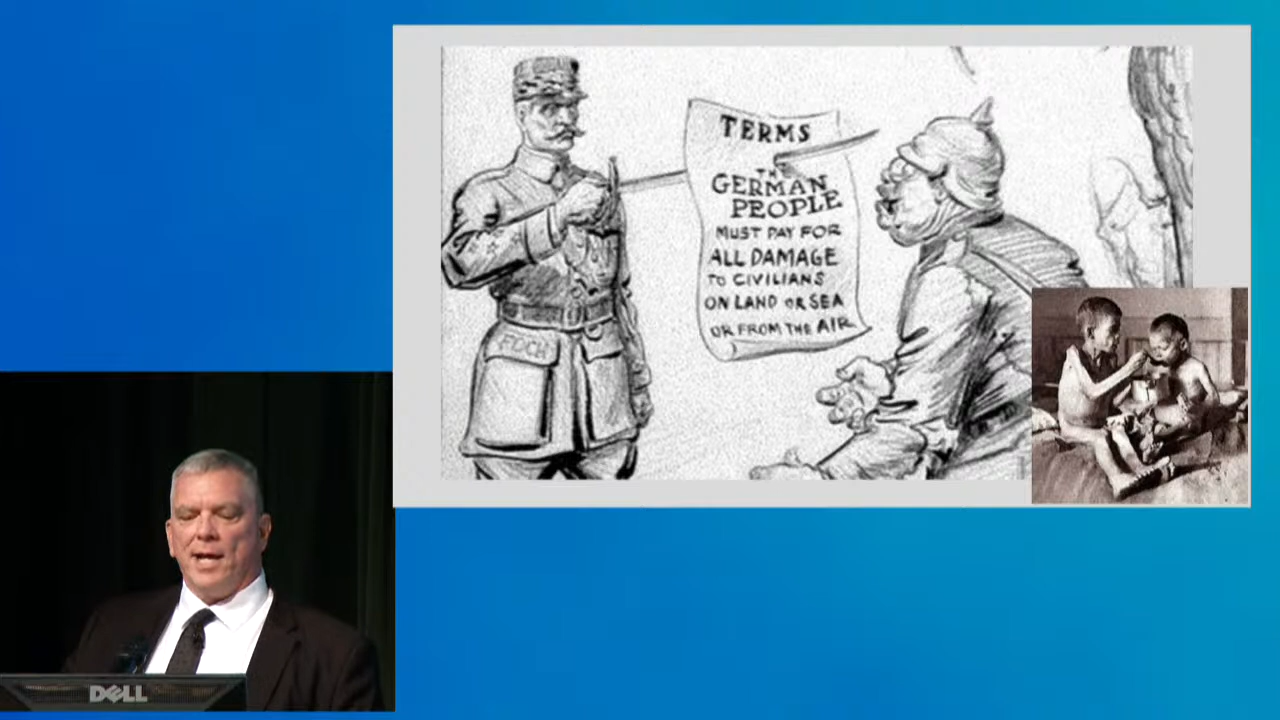 TERMS
THE
GERMAN
PEOPLE
MUST PAY FOR
ALL DAMAGE
TO CIVILIANS
ON LAND OR SEA
OR FROM THE AIR
FOCH
DELL